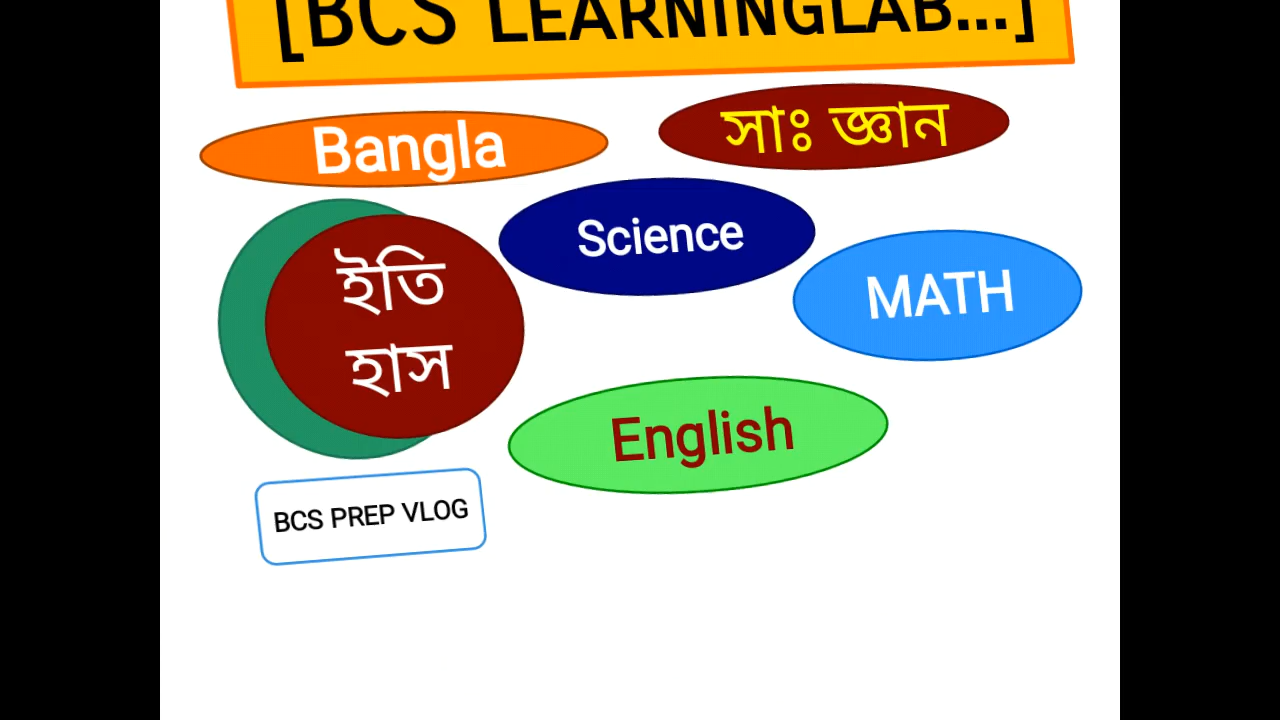 [BCS LEARNINGLAB...]
Bangla
সাঃ জ্ঞান
Science
ইতি
হাস
MATH
English
BCS PREP VLOG